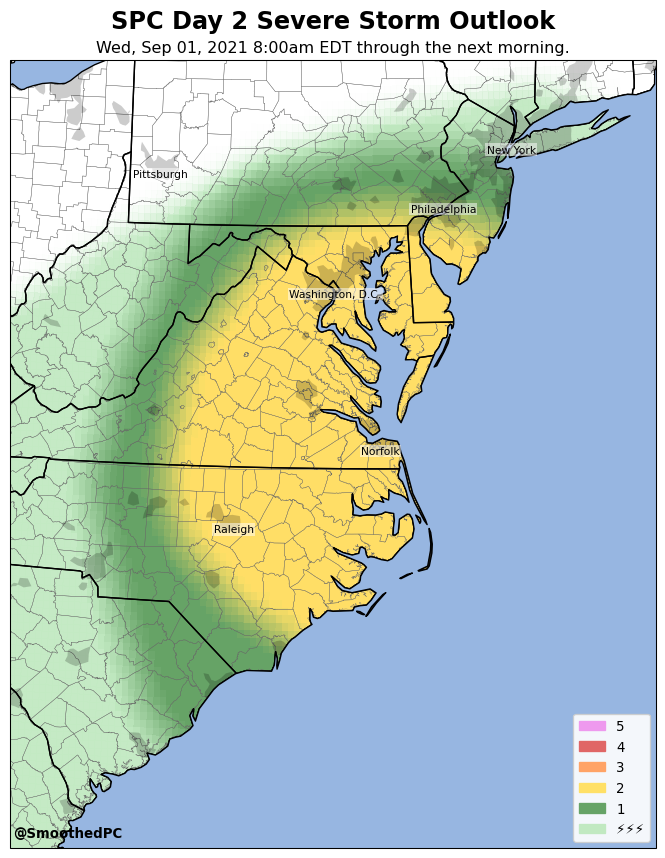 SPC Day 2 Severe Storm Outlook
Wed, Sep 01, 2021 8:00am EDT through the next morning.
New York
Pittsburgh
Philadelphia
Washington, D.C.
Norfolk
Raleigh
5
4
3
2
1
⚡⚡⚡
@SmoothedPC